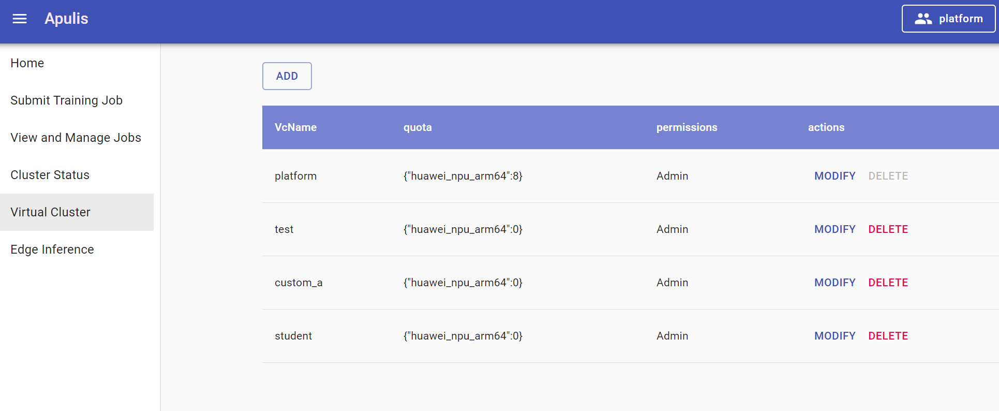 Apulis
platform
Home
Submit Training Job
View and Manage Jobs
Cluster Status
Virtual Cluster
Edge Inference
ADD
VcName quota permissions actions
platform {"huawei_npu_arm64":8} Admin MODIFY DELETE
test {"huawei_npu_arm64":0} Admin MODIFY DELETE
custom_a {"huawei_npu_arm64":0} Admin MODIFY DELETE
student {"huawei_npu_arm64":0} Admin MODIFY DELETE